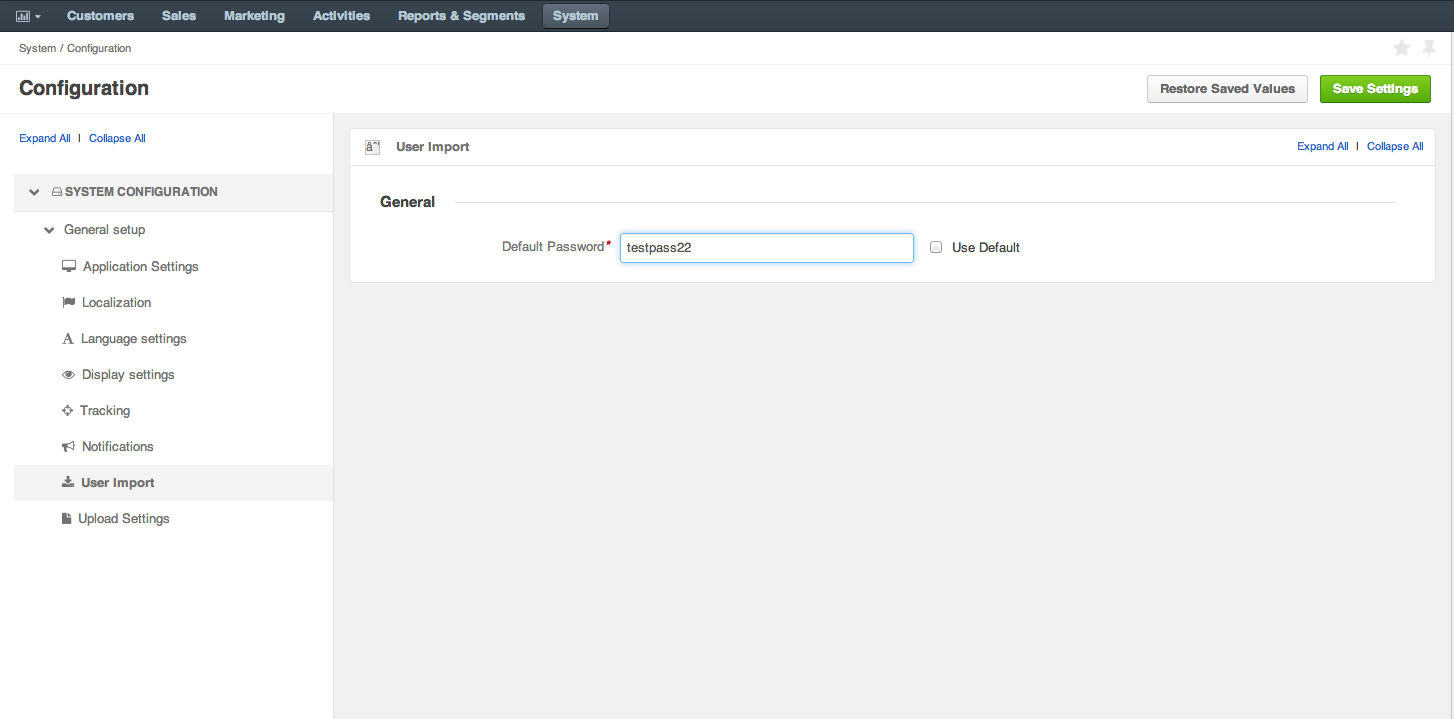 Customers Sales Marketing Activities Reports & Segments System
System / Configuration
Configuration
Restore Saved Values Save Settings
Expand All | Collapse All
SYSTEM CONFIGURATION
General setup
Application Settings
Localization
Language settings
Display settings
Tracking
Notifications
User Import
Upload Settings
User Import
Expand All | Collapse All
General
Default Password* testpass22 Use Default